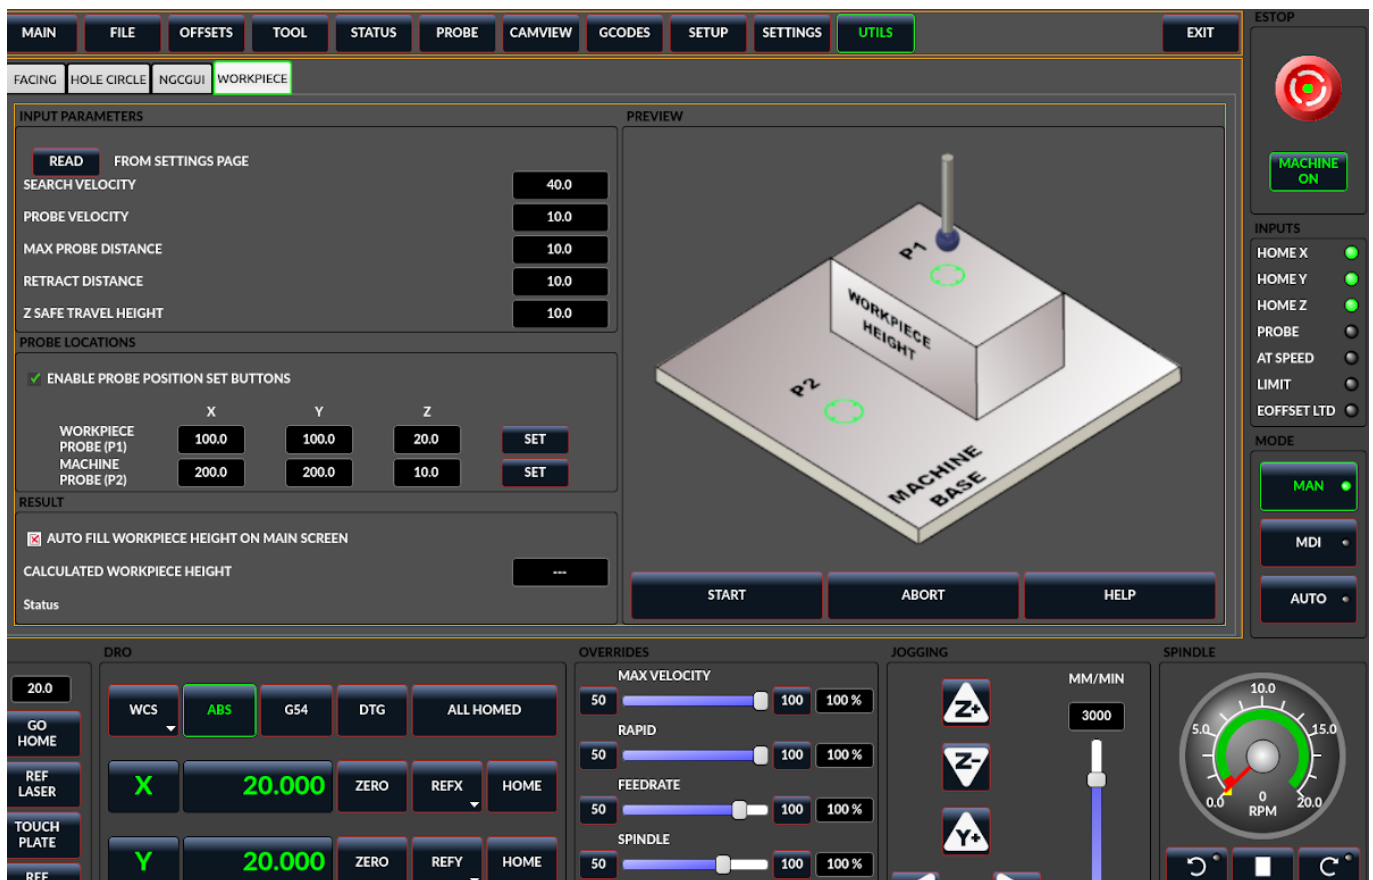 MAIN FILE OFFSETS TOOL STATUS PROBE CAMVIEW GCODES SETUP SETTINGS UTILS EXIT
FACING HOLE CIRCLE NGCGUI WORKPIECE
INPUT PARAMETERS
READ FROM SETTINGS PAGE
SEARCH VELOCITY 40.0
PROBE VELOCITY 10.0
MAX PROBE DISTANCE 10.0
RETRACT DISTANCE 10.0
Z SAFE TRAVEL HEIGHT 10.0
PROBE LOCATIONS
ENABLE PROBE POSITION SET BUTTONS
X Y Z
WORKPIECE
PROBE (P1) 100.0 100.0 20.0 SET
MACHINE
PROBE (P2) 200.0 200.0 10.0 SET
RESULT
AUTO FILL WORKPIECE HEIGHT ON MAIN SCREEN
CALCULATED WORKPIECE HEIGHT ---
Status
PREVIEW
P1
WORKPIECE
HEIGHT
P2
MACHINE
BASE
START ABORT HELP
ESTOP
MACHINE
ON
INPUTS
HOME X
HOME Y
HOME Z
PROBE
AT SPEED
LIMIT
EOFFSET LTD
MODE
MAN
MDI
AUTO
20.0
GO
HOME
REF
LASER
TOUCH
PLATE
REF
DRO
WCS ABS G54 DTG ALL HOMED
X 20.000 ZERO REFX HOME
Y 20.000 ZERO REFY HOME
OVERRIDES
MAX VELOCITY
50 100 100 %
RAPID
50 100 100 %
FEEDRATE
50 100 100 %
SPINDLE
50 100 100 %
JOGGING
Z+
Z-
Y+
MM/MIN
3000
SPINDLE
10.0
5.0 15.0
0.0 0 20.0
RPM